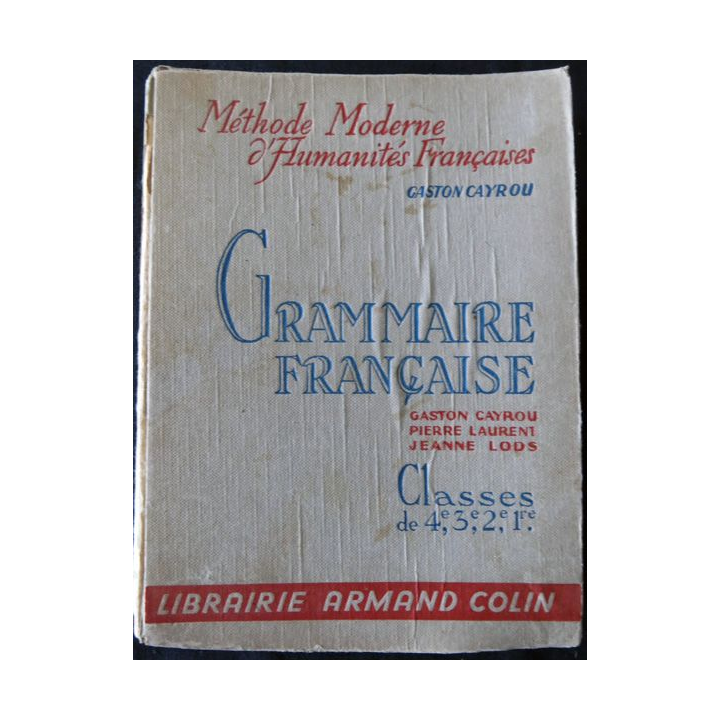 Méthode Moderne
d'Humanités Françaises
GASTON CAYROU
GRAMMAIRE
FRANÇAISE
GASTON CAYROU
PIERRE LAURENT
JEANNE LODS
Classes
de 4e, 3e, 2e, 1re.
LIBRAIRIE ARMAND COLIN